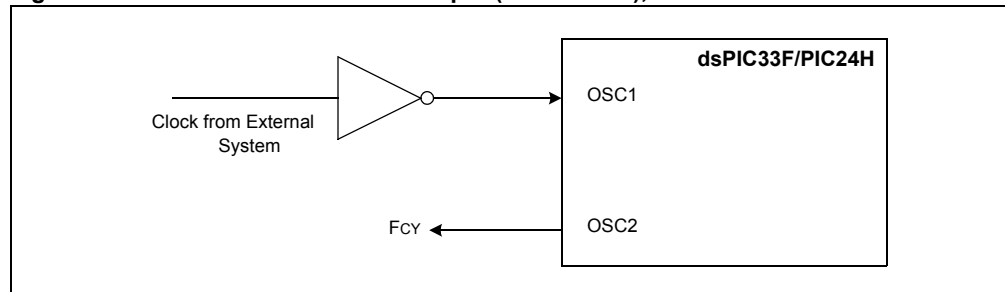 dsPIC33F/PIC24H
OSC1
Clock from External
System
FCY
OSC2